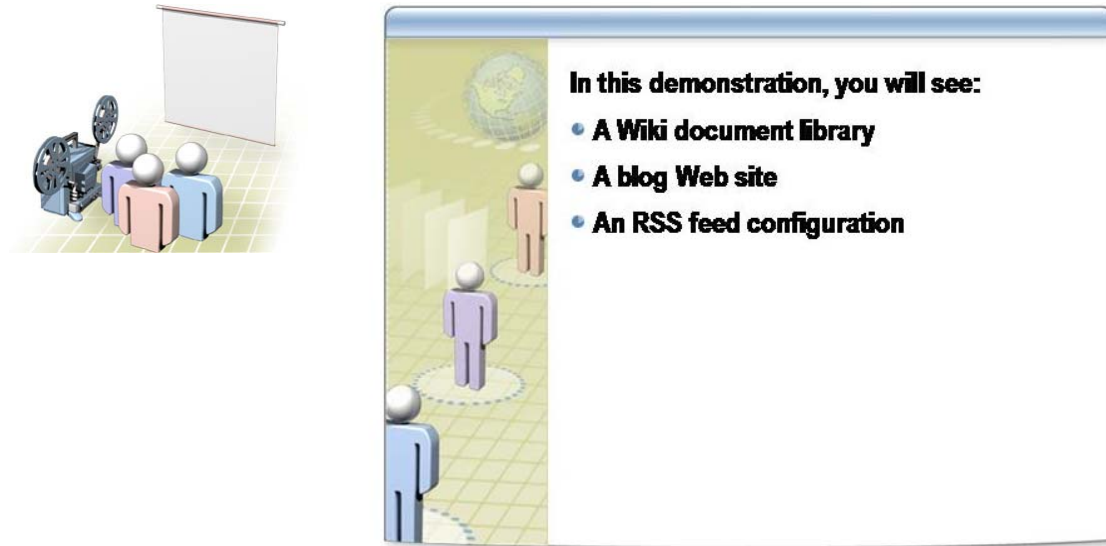 In this demonstration, you will see:
A Wiki document library
A blog Web site
An RSS feed configuration